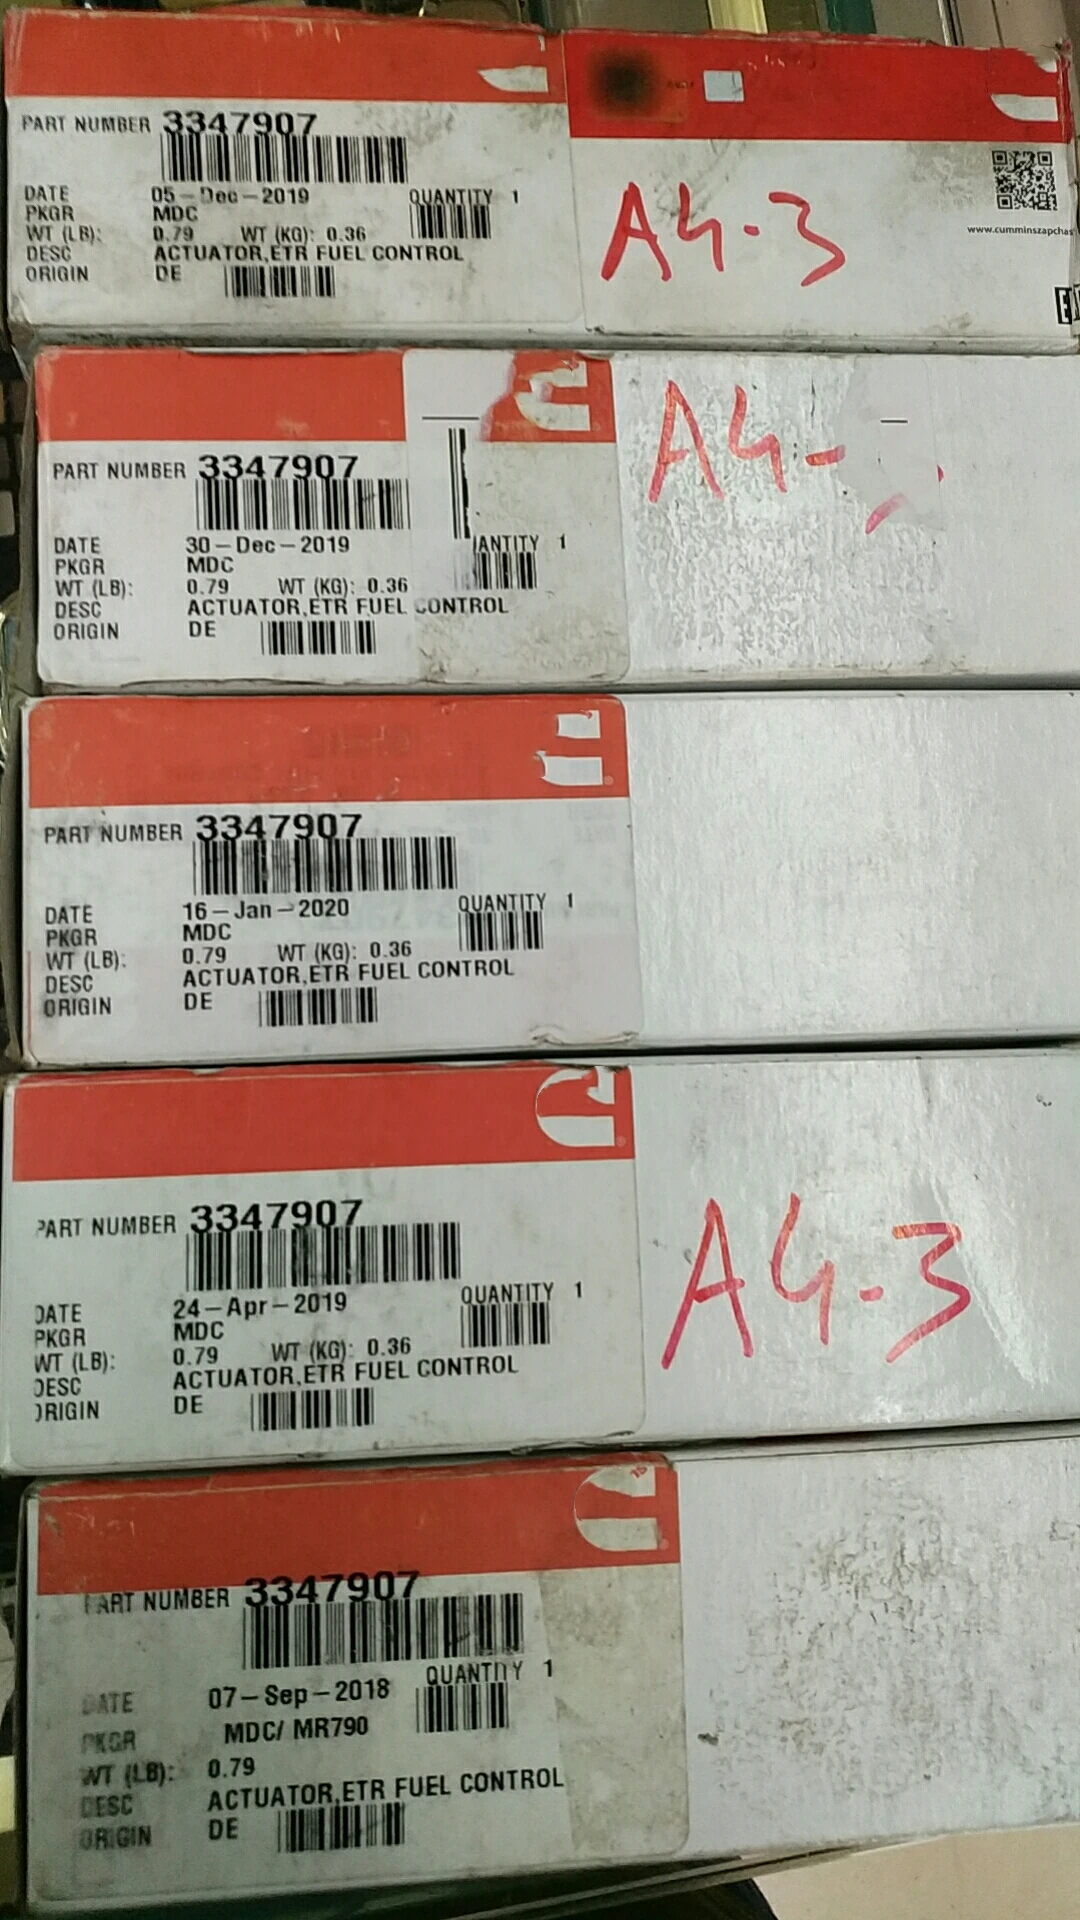 PART NUMBER 3347907
DATE 05-Dec-2019 QUANTITY 1
PKGR MDC
WT (LB): 0.79 WT (KG): 0.36
DESC ACTUATOR,ETR FUEL CONTROL
ORIGIN DE
A4-3
www.cumminszapchas
PART NUMBER 3347907
DATE 30-Dec-2019 ANTITY 1
PKGR MDC
WT (LB): 0.79 WT (KG): 0.36
DESC ACTUATOR,ETR FUEL CONTROL
ORIGIN DE
A4-
PART NUMBER 3347907
DATE 16-Jan-2020 QUANTITY 1
PKGR MDC
WT (LB): 0.79 WT (KG): 0.36
DESC ACTUATOR,ETR FUEL CONTROL
ORIGIN DE
PART NUMBER 3347907
DATE 24-Apr-2019 QUANTITY 1
PKGR MDC
WT (LB): 0.79 WT (KG): 0.36
DESC ACTUATOR,ETR FUEL CONTROL
ORIGIN DE
A4-3
PART NUMBER 3347907
DATE 07-Sep-2018 QUANTITY 1
PKGR MDC/ MR790
WT (LB): 0.79
DESC ACTUATOR,ETR FUEL CONTROL
ORIGIN DE